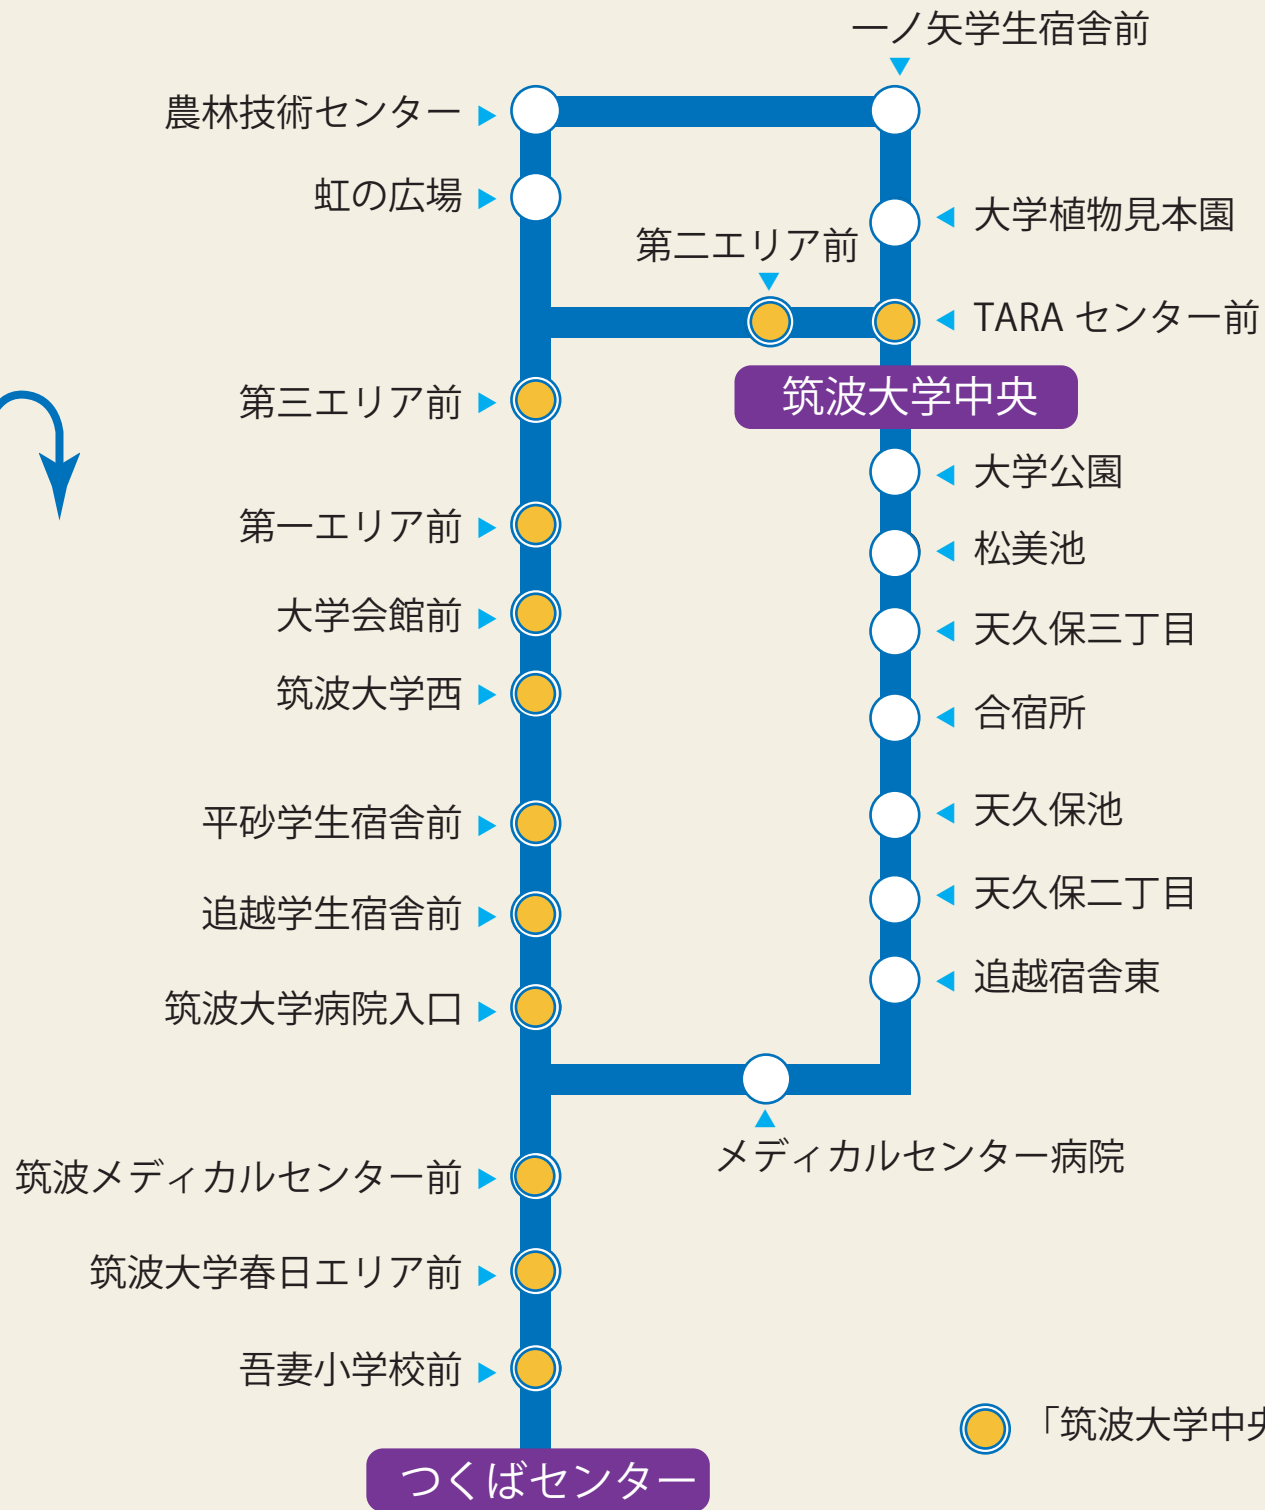 一ノ矢学生宿舎前
農林技術センター
虹の広場
大学植物見本園
第二エリア前
TARA センター前
筑波大学中央
第三エリア前
大学公園
第一エリア前
松美池
大学会館前
天久保三丁目
筑波大学西
合宿所
平砂学生宿舎前
天久保池
追越学生宿舎前
天久保二丁目
筑波大学病院入口
追越宿舎東
メディカルセンター病院
筑波メディカルセンター前
筑波大学春日エリア前
吾妻小学校前
「筑波大学中央
つくばセンター